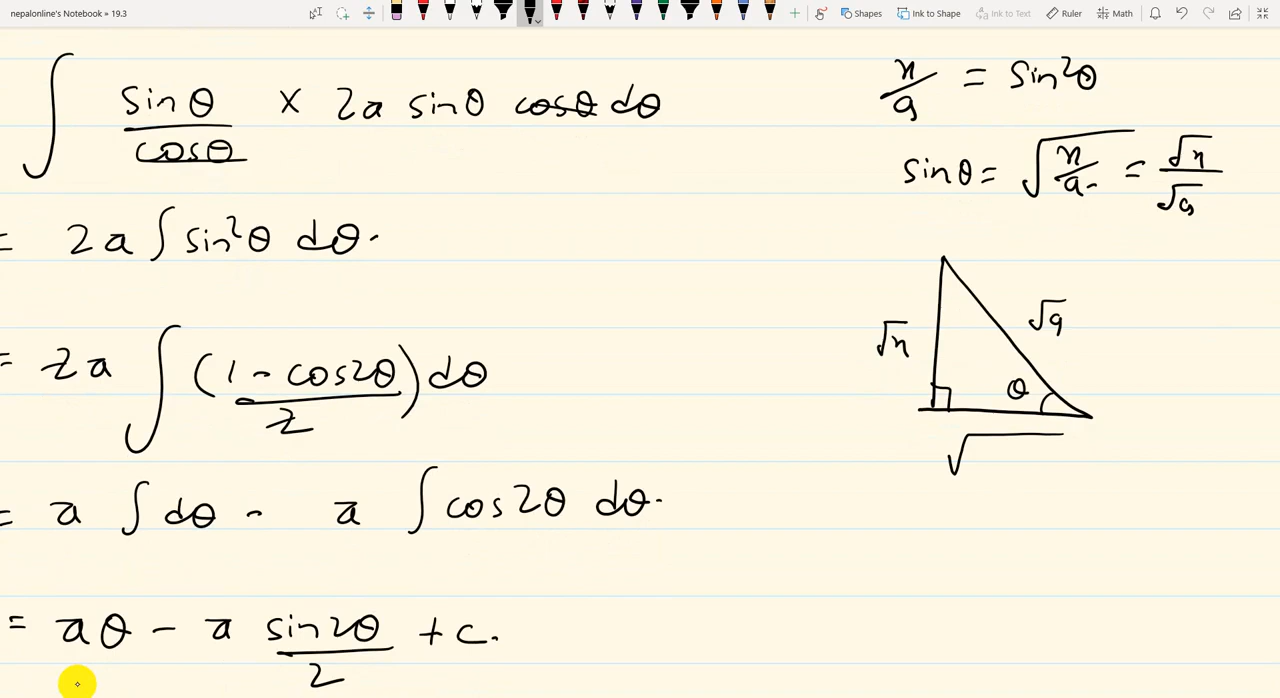 nepalonline's Notebook » 19.3
Shapes Ink to Shape Ink to Text Ruler Math
∫ sinθ/cosθ × 2a sinθ cosθ dθ
= 2a ∫ sin²θ dθ.
= 2a ∫ (1 - cos2θ / 2) dθ
= a ∫ dθ - a ∫ cos2θ dθ.
= aθ - a sin2θ/2 + c.
x/a = sin²θ
sinθ = √(x/a) = √x/√a
√x √a
θ
√